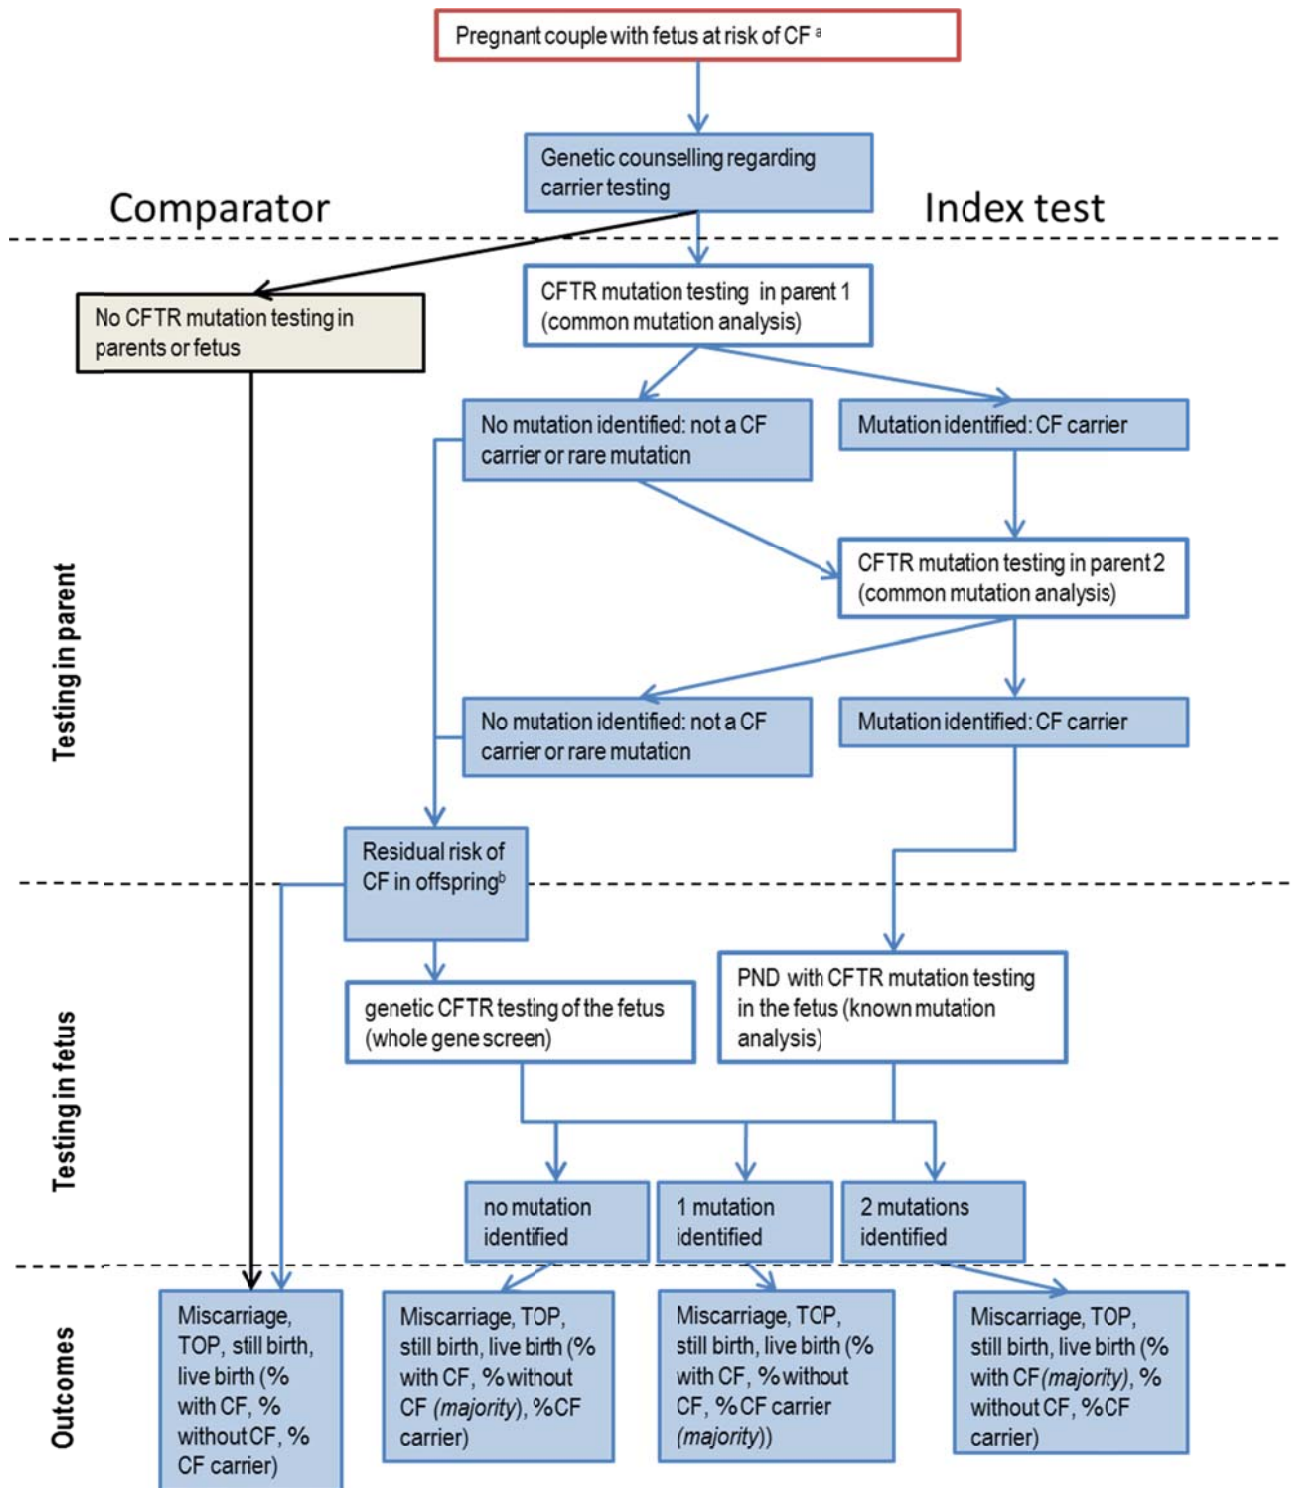 Pregnant couple with fetus at risk of CF a
Genetic counselling regarding
carrier testing
Comparator
Index test
CFTR mutation testing in parent 1
(common mutation analysis)
No CFTR mutation testing in
parents or fetus
No mutation identified: not a CF
carrier or rare mutation
Mutation identified: CF carrier
CFTR mutation testing in parent 2
(common mutation analysis)
Testing in parent
No mutation identified: not a CF
carrier or rare mutation
Mutation identified: CF carrier
Residual risk of
CF in offspring b
genetic CFTR testing of the fetus
(whole gene screen)
PND with CFTR mutation testing
in the fetus (known mutation
analysis)
Testing in fetus
no mutation
identified
1 mutation
identified
2 mutations
identified
Outcomes
Miscarriage,
TOP, still birth,
live birth (%
with CF, %
without CF, %
CF carrier)
Miscarriage, TOP,
still birth, live birth (%
with CF, % without
CF (majority), % CF
carrier)
Miscarriage, TOP,
still birth, live birth (%
with CF, % without
CF, % CF carrier
(majority))
Miscarriage, TOP,
still birth, live birth (%
with CF(majority), %
without CF, % CF
carrier)